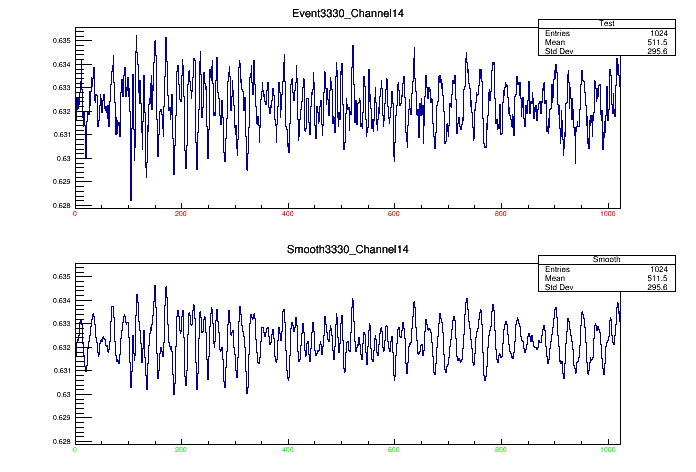 Event3330_Channel14
Test
Entries 1024
Mean 511.5
Std Dev 295.6
0.635
0.634
0.633
0.632
0.631
0.63
0.629
0.628
0 200 400 600 800 1000
Smooth3330_Channel14
Smooth
Entries 1024
Mean 511.5
Std Dev 295.6
0.635
0.634
0.633
0.632
0.631
0.63
0.629
0.628
0 200 400 600 800 1000